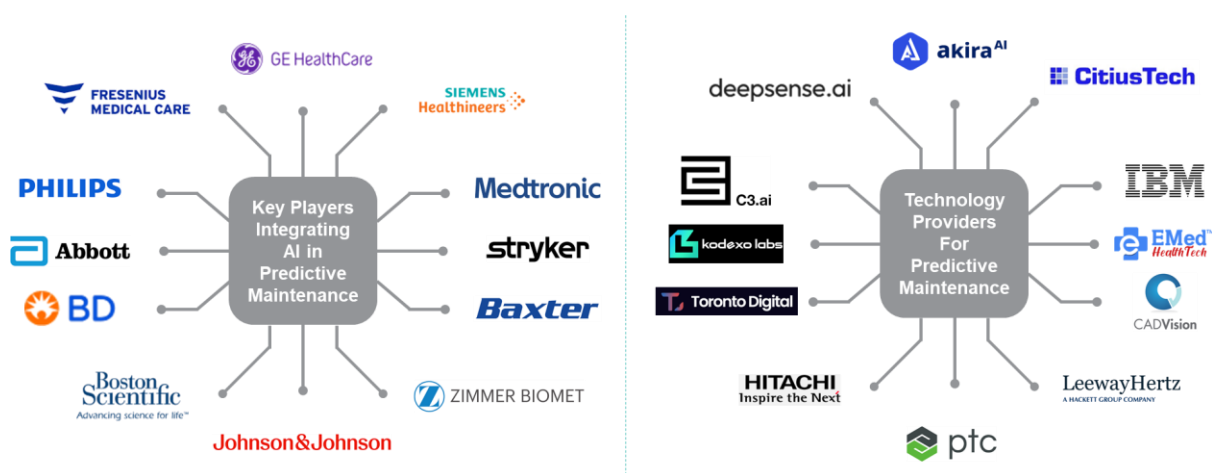 GE HealthCare
FRESENIUS
MEDICAL CARE
SIEMENS
Healthineers
PHILIPS
Medtronic
Abbott
stryker
BD
Baxter
Boston
Scientific
Advancing science for life™
ZIMMER BIOMET
Johnson&Johnson
Key Players
Integrating
AI in
Predictive
Maintenance
akira AI
deepsense.ai
CitiusTech
C3.ai
IBM
kodexo labs
EMed
HealthTech
Toronto Digital
CADVision
HITACHI
Inspire the Next
LeewayHertz
A HACKETT GROUP COMPANY
ptc
Technology
Providers
For
Predictive
Maintenance